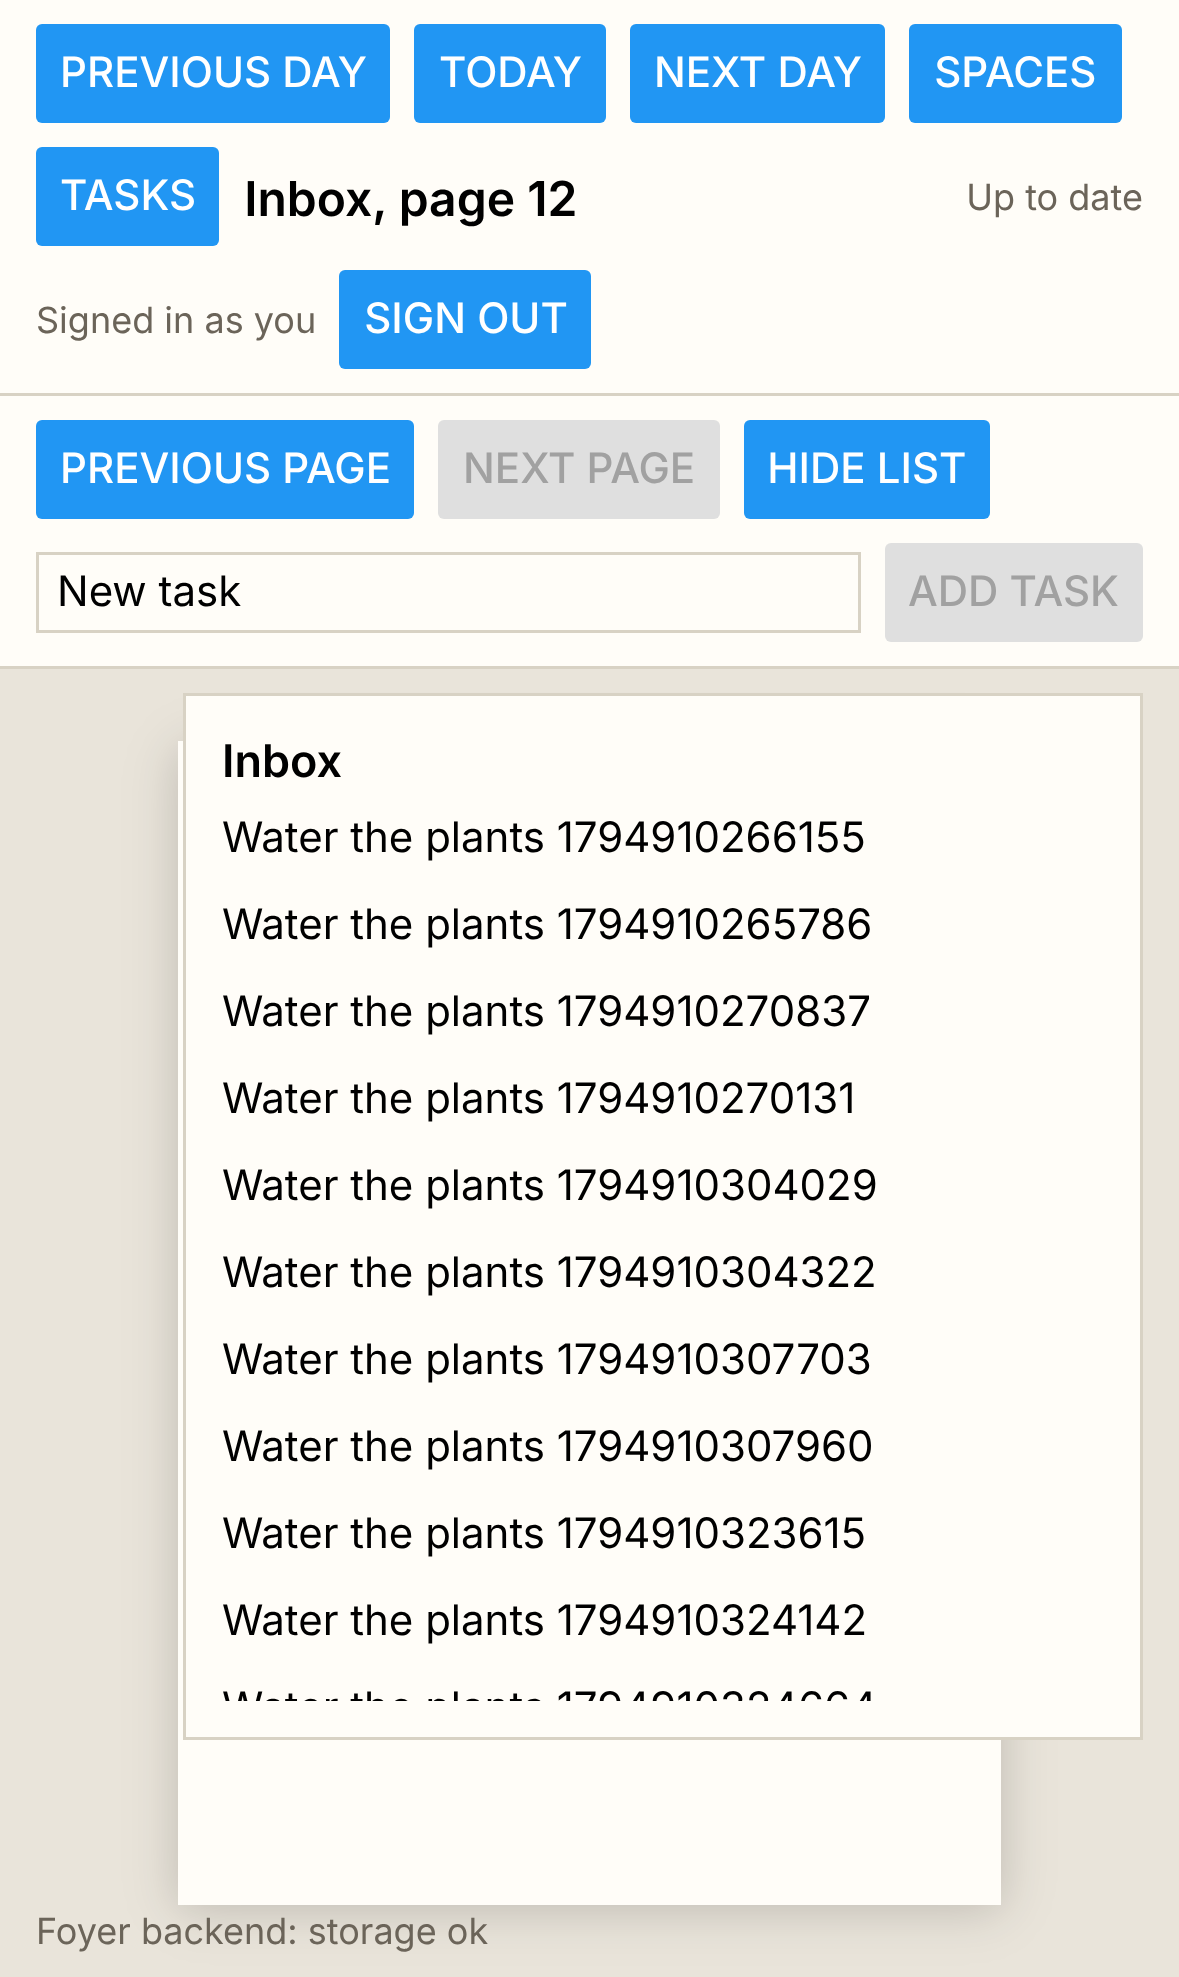 PREVIOUS DAY TODAY NEXT DAY SPACES
TASKS Inbox, page 12 Up to date
Signed in as you SIGN OUT
PREVIOUS PAGE NEXT PAGE HIDE LIST
New task ADD TASK
Inbox
Water the plants 1794910266155
Water the plants 1794910265786
Water the plants 1794910270837
Water the plants 1794910270131
Water the plants 1794910304029
Water the plants 1794910304322
Water the plants 1794910307703
Water the plants 1794910307960
Water the plants 1794910323615
Water the plants 1794910324142
Water the plants
Foyer backend: storage ok